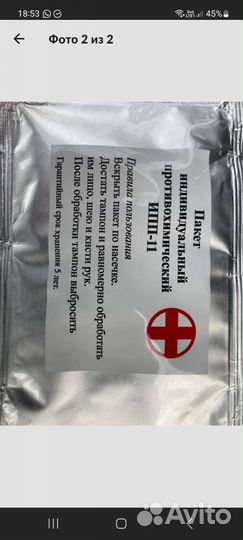 18:53
45%
Фото 2 из 2
Пакет
индивидуальный
противохимический
ИПП-11
Правила пользования
Вскрыть пакет по насечке.
Достать тампон и равномерно обработать
им лицо, шею и кисти рук.
После обработки тампон выбросить
Гарантийный срок хранения 5 лет.
Avito